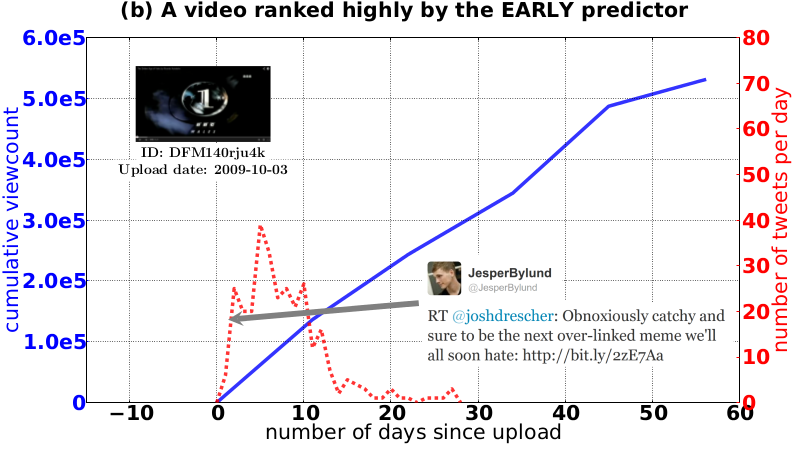 (b) A video ranked highly by the EARLY predictor
6.0e5
5.0e5
4.0e5
3.0e5
2.0e5
1.0e5
0
cumulative viewcount
80
70
60
50
40
30
20
10
0
number of tweets per day
1
ID: DFM140rju4k
Upload date: 2009-10-03
JesperBylund
@JesperBylund
RT @joshdrescher: Obnoxiously catchy and
sure to be the next over-linked meme we'll
all soon hate: http://bit.ly/2zE7Aa
−10 0 10 20 30 40 50 60
number of days since upload